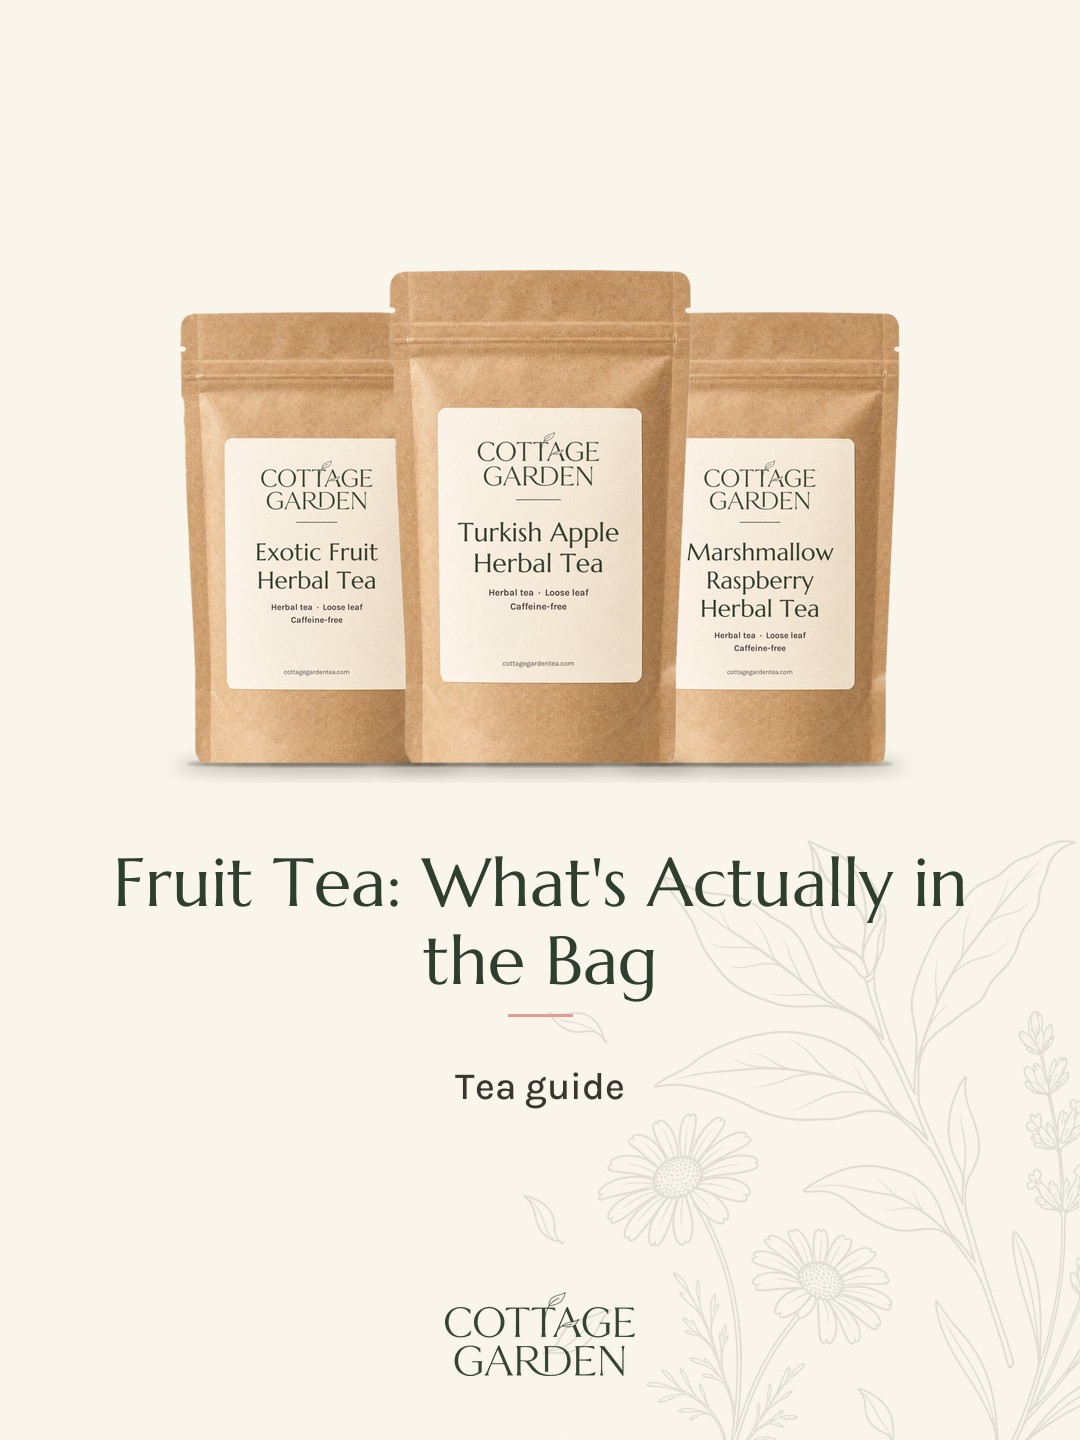 COTTAGE
GARDEN
Exotic Fruit
Herbal Tea
Herbal tea · Loose leaf
Caffeine-free
cottagegardentea.com
COTTAGE
GARDEN
Turkish Apple
Herbal Tea
Herbal tea · Loose leaf
Caffeine-free
cottagegardentea.com
COTTAGE
GARDEN
Marshmallow
Raspberry
Herbal Tea
Herbal tea · Loose leaf
Caffeine-free
cottagegardentea.com
Fruit Tea: What's Actually in
the Bag
Tea guide
COTTAGE
GARDEN